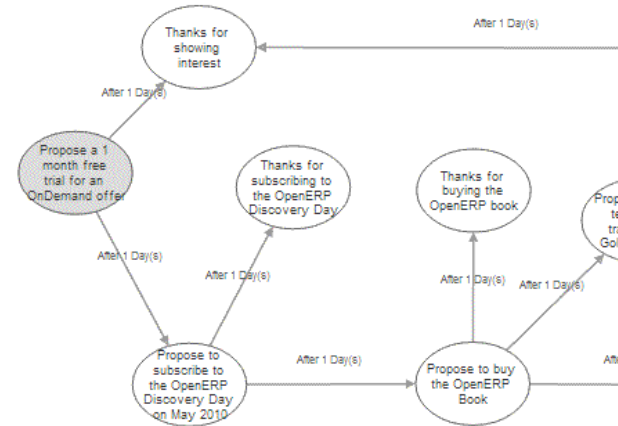 After 1 Day(s)
Thanks for
showing
interest
After 1 Day(s)
Propose a 1
month free
trial for an
OnDemand offer
Thanks for
subscribing to
the OpenERP
Discovery Day
Thanks for
buying the
OpenERP book
After 1 Day(s)
After 1 Day(s)
After 1 Day(s)
After 1 Day(s)
Propose to
subscribe to
the OpenERP
Discovery Day
on May 2010
After 1 Day(s)
Propose to buy
the OpenERP
Book